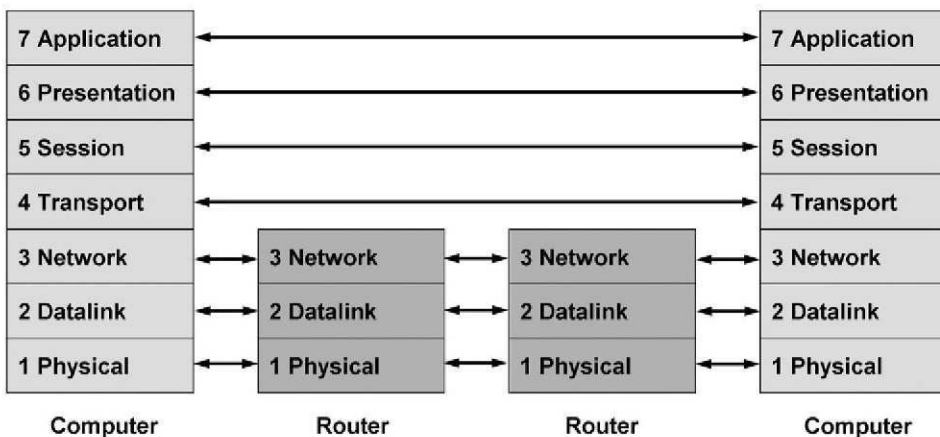 7 Application
7 Application
6 Presentation
6 Presentation
5 Session
5 Session
4 Transport
4 Transport
3 Network
3 Network
3 Network
3 Network
2 Datalink
2 Datalink
2 Datalink
2 Datalink
1 Physical
1 Physical
1 Physical
1 Physical
Computer
Router
Router
Computer